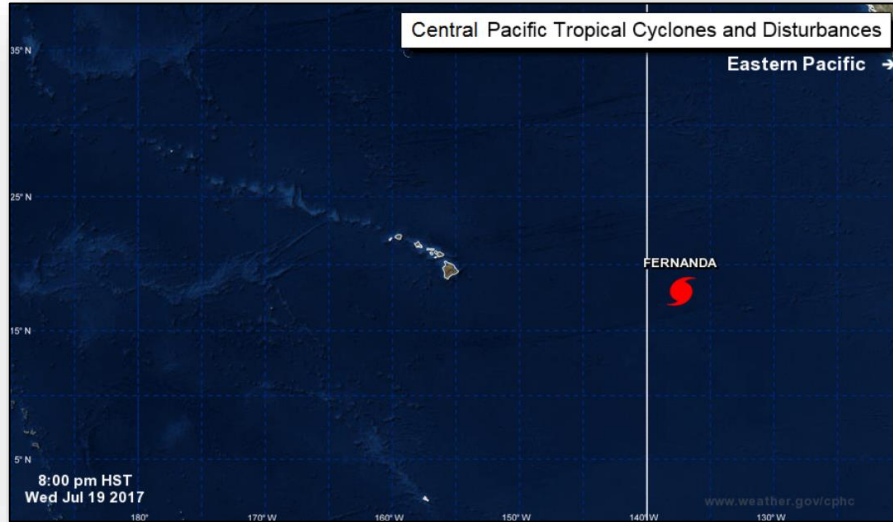 Central Pacific Tropical Cyclones and Disturbances
Eastern Pacific →
35° N
25° N
FERNANDA
15° N
5° N
8:00 pm HST
Wed Jul 19 2017
www.weather.gov/cphc
180° 170° W 160° W 150° W 140° W 130° W